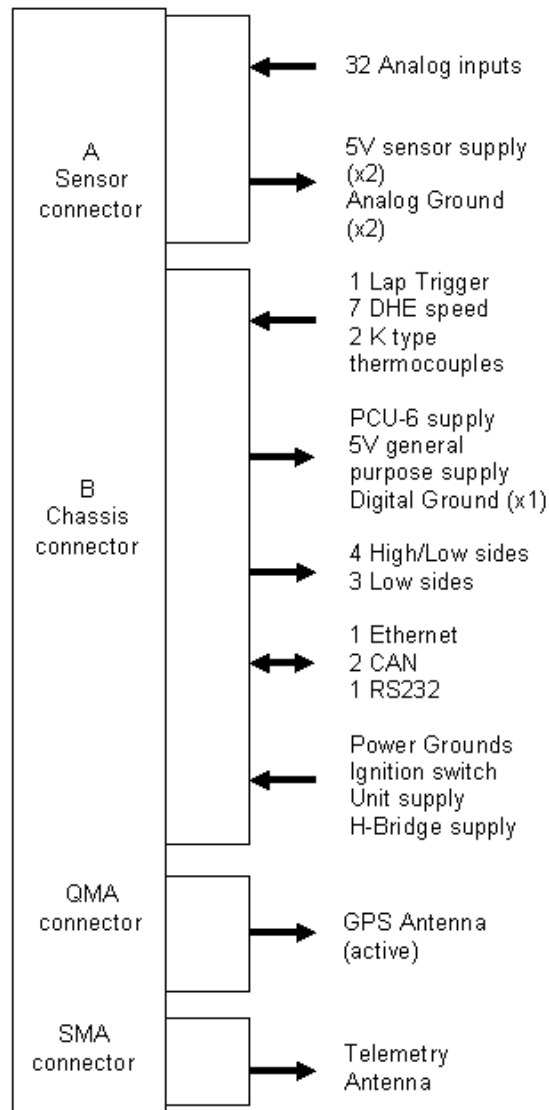 A
Sensor
connector
32 Analog inputs
5V sensor supply
(x2)
Analog Ground
(x2)
B
Chassis
connector
1 Lap Trigger
7 DHE speed
2 K type
thermocouples
PCU-6 supply
5V general
purpose supply
Digital Ground (x1)
4 High/Low sides
3 Low sides
1 Ethernet
2 CAN
1 RS232
Power Grounds
Ignition switch
Unit supply
H-Bridge supply
QMA
connector
GPS Antenna
(active)
SMA
connector
Telemetry
Antenna